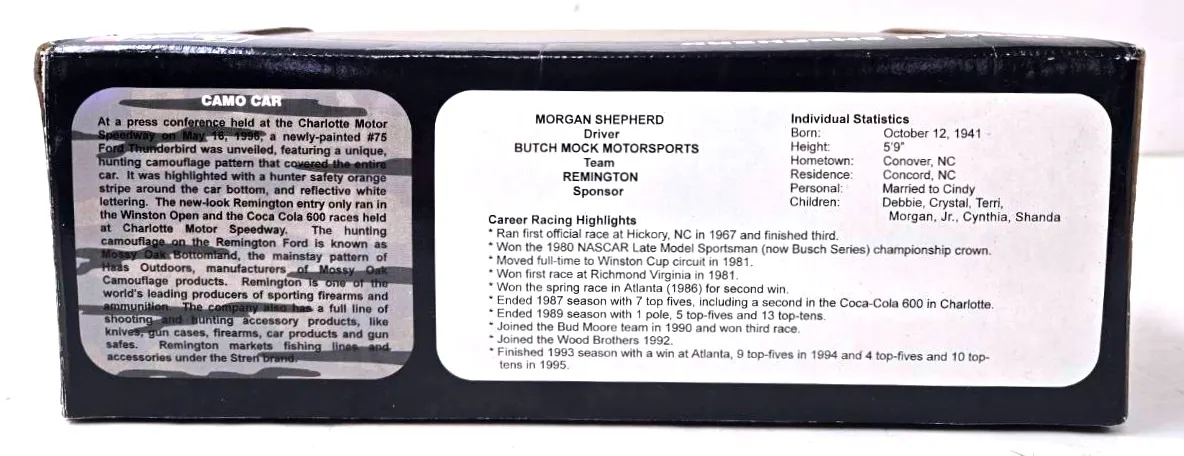 CAMO CAR
At a press conference held at the Charlotte Motor
Speedway on May 16, 1996, a newly-painted #75
Ford Thunderbird was unveiled, featuring a unique,
hunting camouflage pattern that covered the entire
car. It was highlighted with a hunter safety orange
stripe around the car bottom, and reflective white
lettering. The new-look Remington entry only ran in
the Winston Open and the Coca Cola 600 races held
at Charlotte Motor Speedway. The hunting
camouflage on the Remington Ford is known as
Mossy Oak Bottomland, the mainstay pattern of
Haas Outdoors, manufacturers of Mossy Oak
Camouflage products. Remington is one of the
world's leading producers of sporting firearms and
ammunition. The company also has a full line of
shooting and hunting accessory products, like
knives, gun cases, firearms, car products and gun
safes. Remington markets fishing lines and
accessories under the Stren brand.
MORGAN SHEPHERD
Driver
BUTCH MOCK MOTORSPORTS
Team
REMINGTON
Sponsor
Individual Statistics
Born: October 12, 1941
Height: 5'9"
Hometown: Conover, NC
Residence: Concord, NC
Personal: Married to Cindy
Children: Debbie, Crystal, Terri,
Morgan, Jr., Cynthia, Shanda
Career Racing Highlights
* Ran first official race at Hickory, NC in 1967 and finished third.
* Won the 1980 NASCAR Late Model Sportsman (now Busch Series) championship crown.
* Moved full-time to Winston Cup circuit in 1981.
* Won first race at Richmond Virginia in 1981.
* Won the spring race in Atlanta (1986) for second win.
* Ended 1987 season with 7 top fives, including a second in the Coca-Cola 600 in Charlotte.
* Ended 1989 season with 1 pole, 5 top-fives and 13 top-tens.
* Joined the Bud Moore team in 1990 and won third race.
* Joined the Wood Brothers 1992.
* Finished 1993 season with a win at Atlanta, 9 top-fives in 1994 and 4 top-fives and 10 top-
tens in 1995.